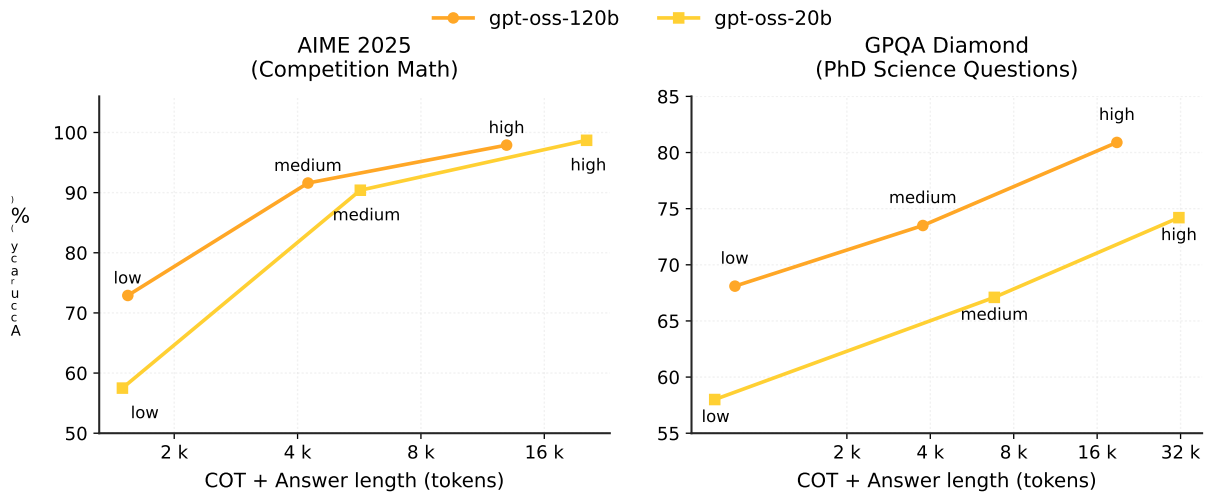 gpt-oss-120b
gpt-oss-20b
AIME 2025
(Competition Math)
Accuracy (%)
100
90
80
70
60
50
low
medium
high
low
medium
high
2 k
4 k
8 k
16 k
COT + Answer length (tokens)
GPQA Diamond
(PhD Science Questions)
85
80
75
70
65
60
55
low
medium
high
low
medium
high
2 k
4 k
8 k
16 k
32 k
COT + Answer length (tokens)